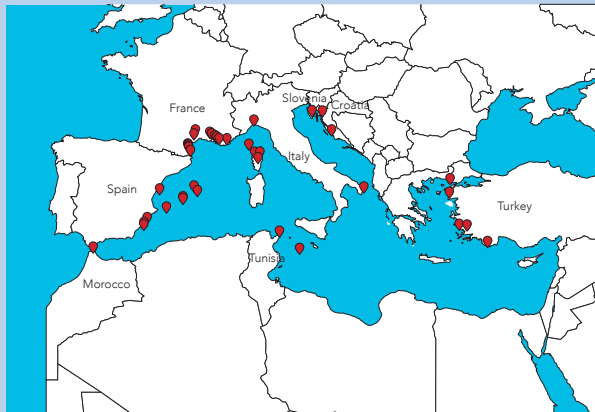 Slovenia
Croatia
France
Italy
Spain
Turkey
Tunisia
Morocco